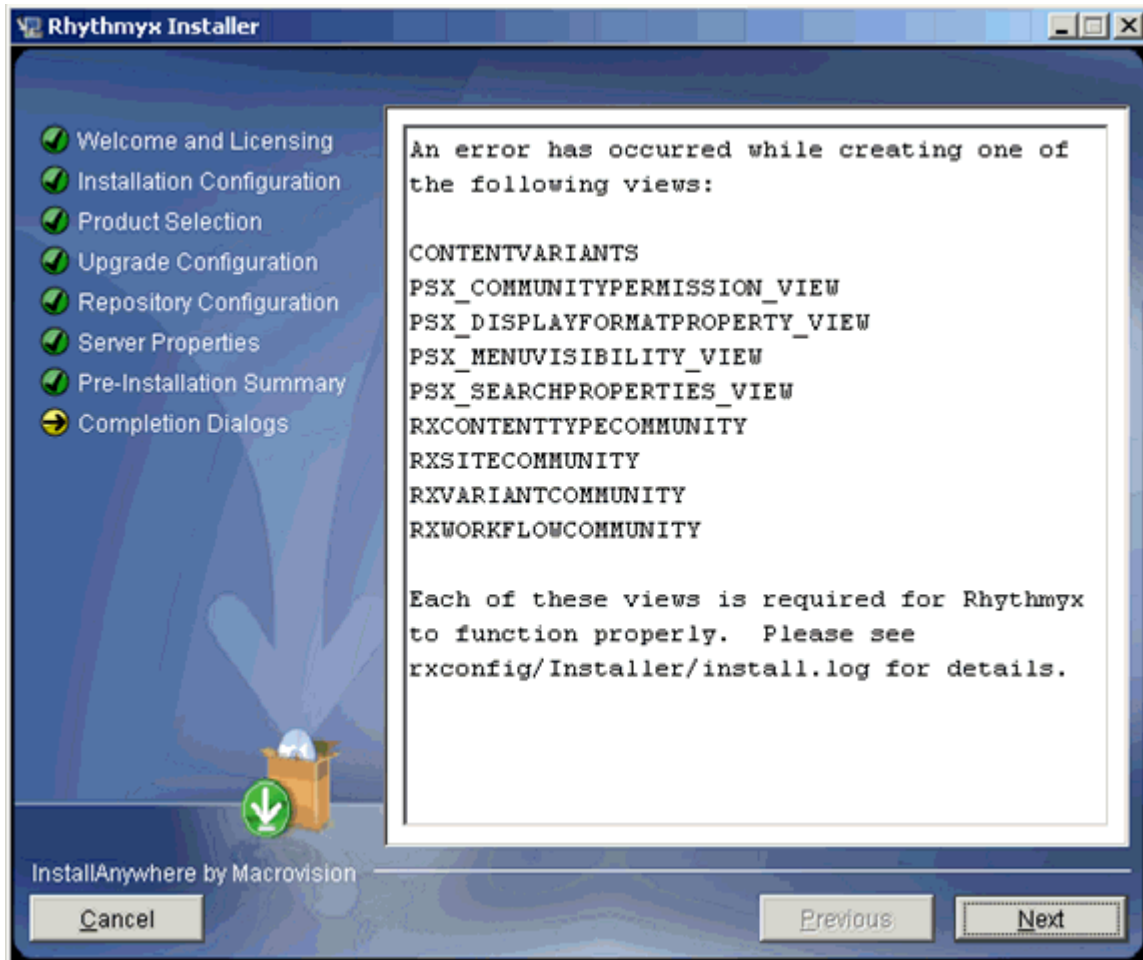 Rhythmyx Installer
Welcome and Licensing
Installation Configuration
Product Selection
Upgrade Configuration
Repository Configuration
Server Properties
Pre-Installation Summary
Completion Dialogs
An error has occurred while creating one of
the following views:
CONTENTVARIANTS
PSX_COMMUNITYPERMISSION_VIEW
PSX_DISPLAYFORMATPROPERTY_VIEW
PSX_MENUVISIBILITY_VIEW
PSX_SEARCHPROPERTIES_VIEW
RXCONTENTTYPECOMMUNITY
RXSITECOMMUNITY
RXVARIANTCOMMUNITY
RXWORKFLOWCOMMUNITY
Each of these views is required for Rhythmyx
to function properly.  Please see
rxconfig/Installer/install.log for details.
InstallAnywhere by Macrovision
Cancel
Previous
Next